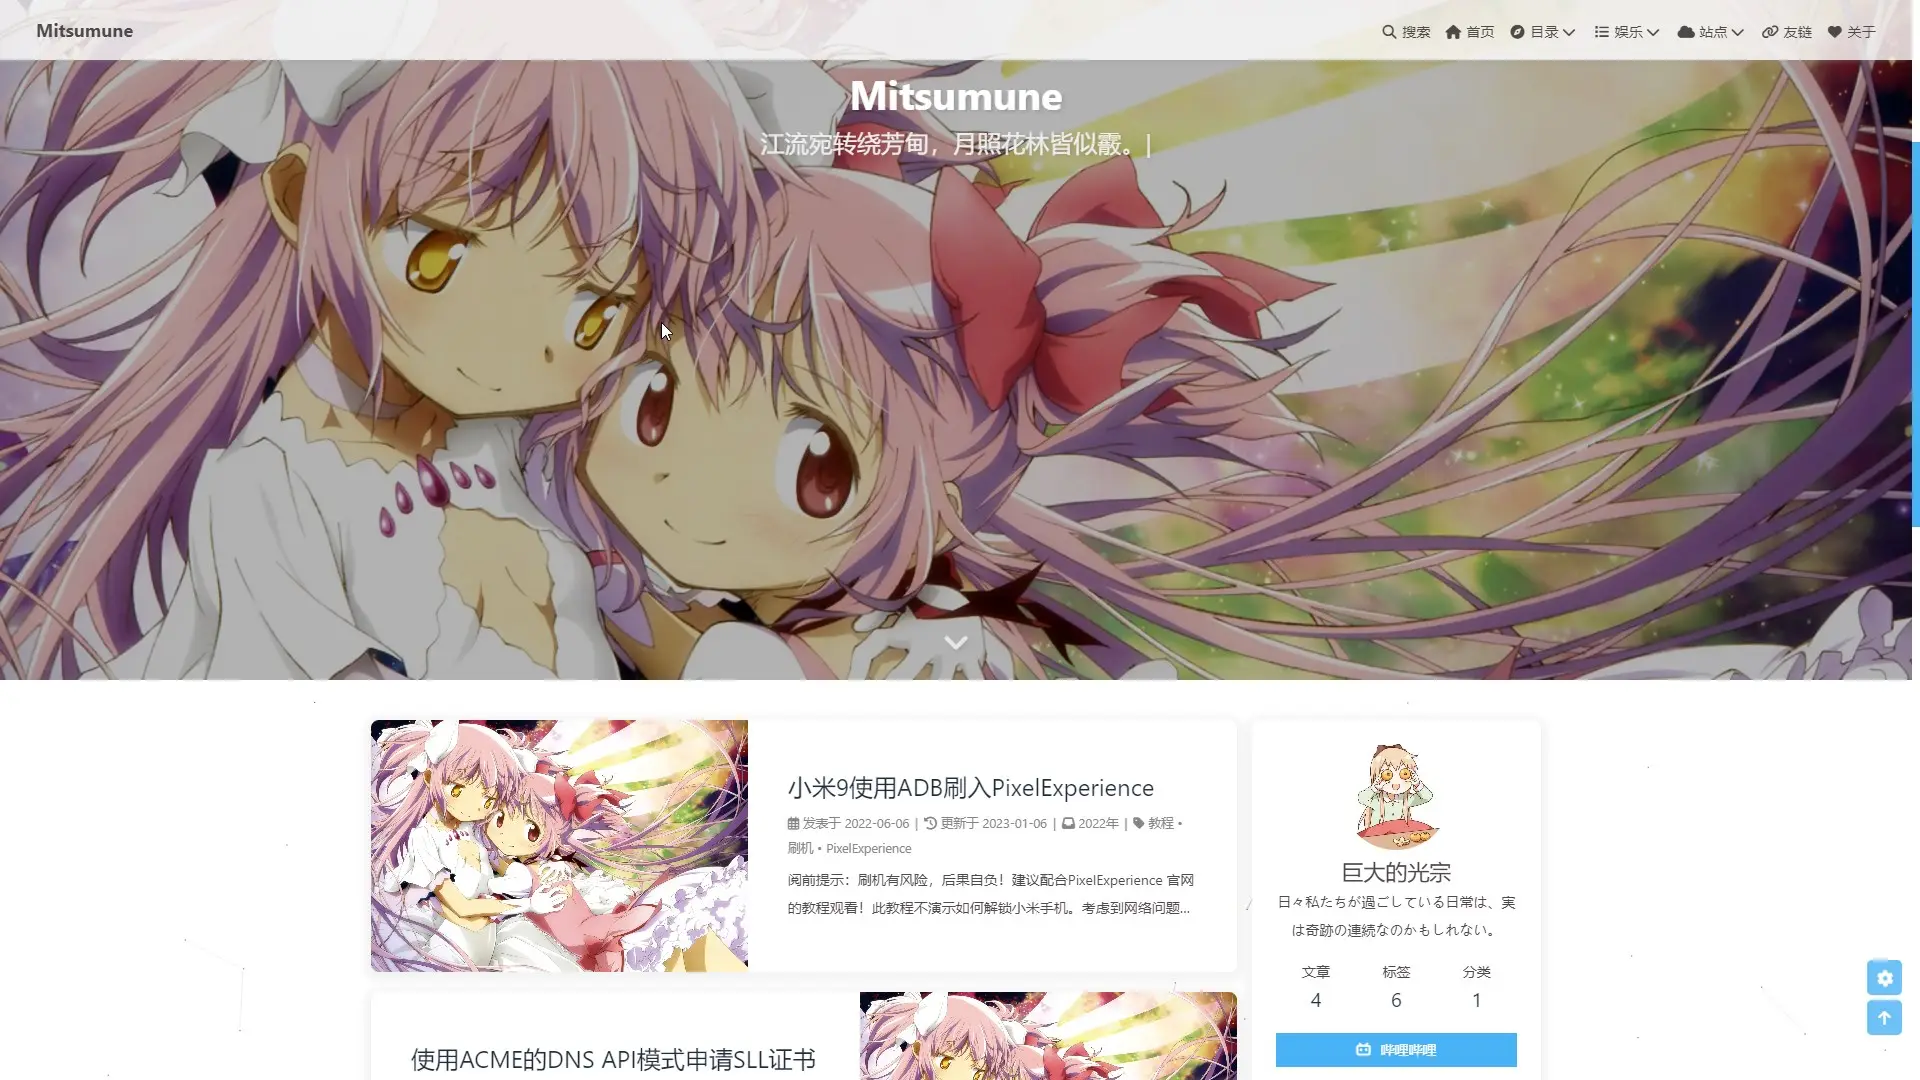 Mitsumune
搜索 首页 目录 娱乐 站点 友链 关于
Mitsumune
江流宛转绕芳甸，月照花林皆似霰。|
小米9使用ADB刷入PixelExperience
发表于 2022-06-06 | 更新于 2023-01-06 | 2022年 | 教程 •
刷机 • PixelExperience
阅前提示：刷机有风险，后果自负！建议配合PixelExperience 官网
的教程观看！此教程不演示如何解锁小米手机。考虑到网络问题...
使用ACME的DNS API模式申请SLL证书
巨大的光宗
日々私たちが過ごしている日常は、実
は奇跡の連続なのかもしれない。
文章 标签 分类
4 6 1
哔哩哔哩